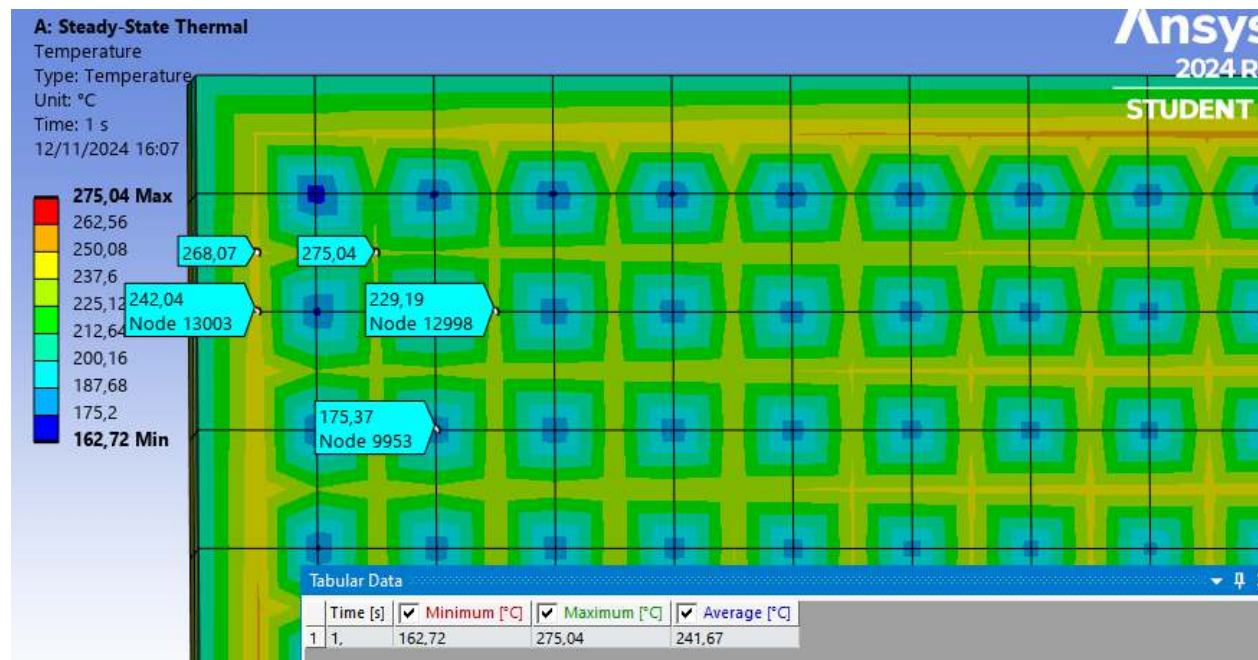 A: Steady-State Thermal
Temperature
Type: Temperature
Unit: °C
Time: 1 s
12/11/2024 16:07
275,04 Max
262,56
250,08
237,6
225,12
212,64
200,16
187,68
175,2
162,72 Min
Ansys
2024 R
STUDENT
268,07
275,04
242,04
Node 13003
229,19
Node 12998
175,37
Node 9953
Tabular Data
Time [s] Minimum [°C] Maximum [°C] Average [°C]
1 1, 162,72 275,04 241,67